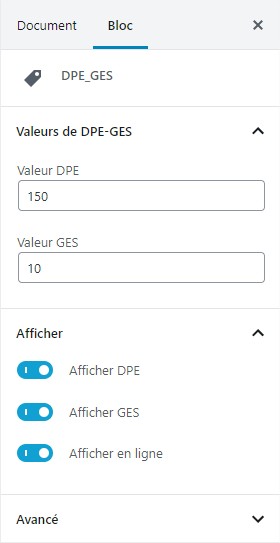 Document Bloc
DPE_GES
Valeurs de DPE-GES
Valeur DPE
150
Valeur GES
10
Afficher
Afficher DPE
Afficher GES
Afficher en ligne
Avancé